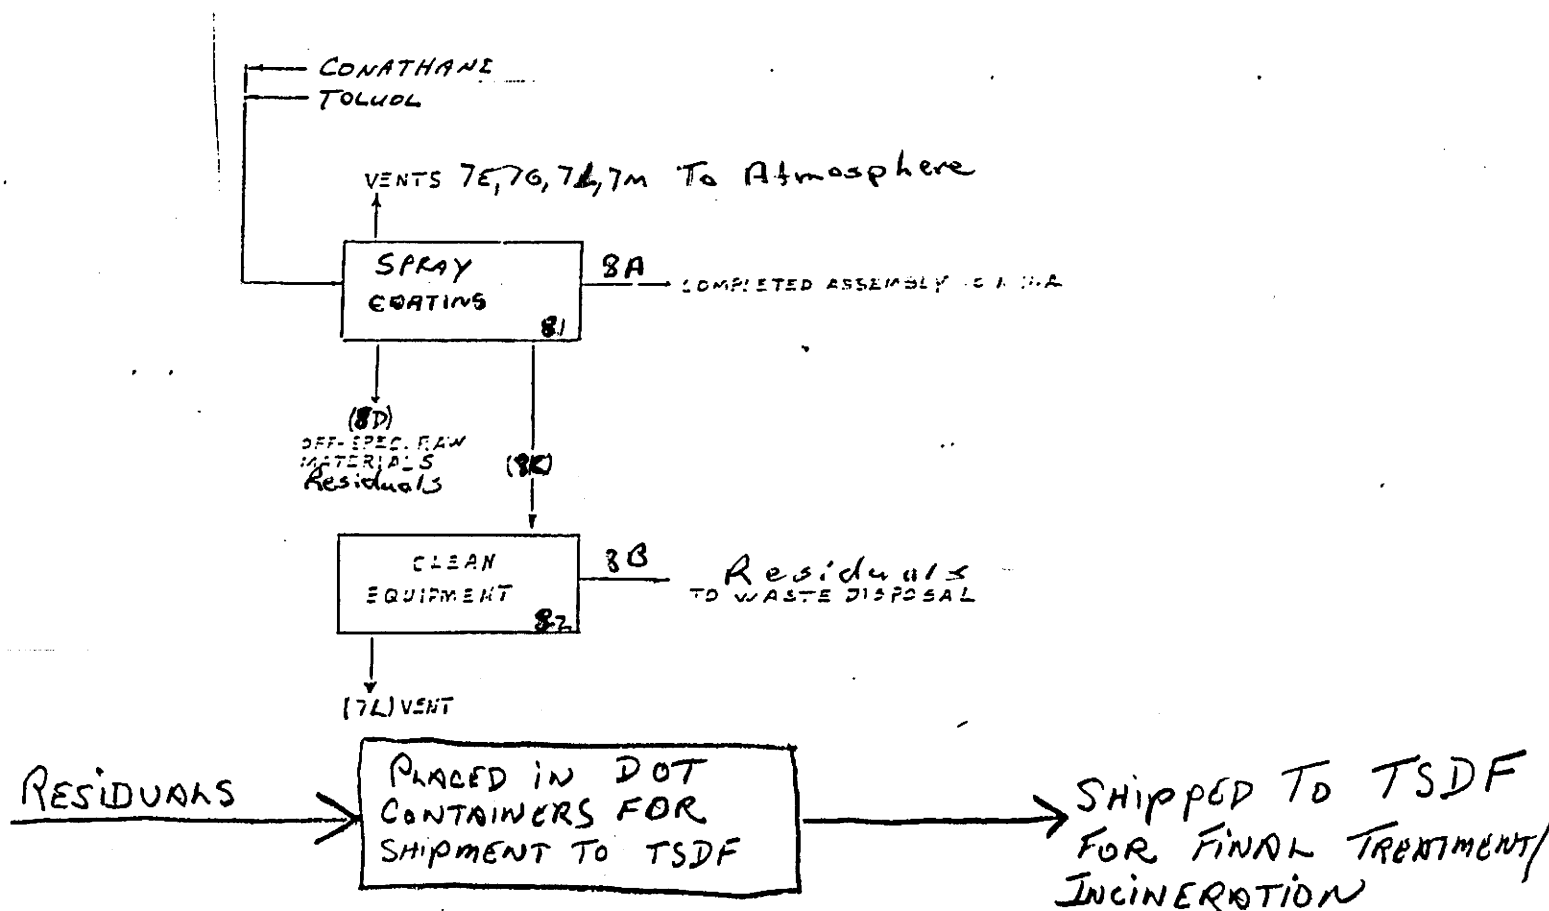 CONATHANE
TOLUOL
VENTS 7E, 7G, 7L, 7M To Atmosphere
SPRAY
COATING
81
8A
COMPLETED ASSEMBLY
(8D)
OFF-SPEC. RAW
MATERIALS
Residuals
(8C)
CLEAN
EQUIPMENT
82
8B
Residuals
TO WASTE DISPOSAL
(7L) VENT
RESIDUALS
PLACED IN DOT
CONTAINERS FOR
SHIPMENT TO TSDF
SHIPPED TO TSDF
FOR FINAL TREATMENT/
INCINERATION